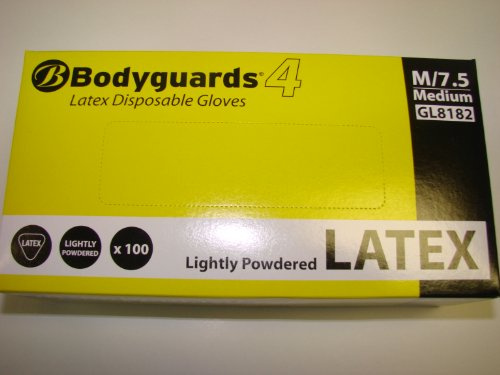 B Bodyguards® 4
Latex Disposable Gloves
M/7.5
Medium
GL8182
LATEX
LIGHTLY
POWDERED
x 100
Lightly Powdered LATEX